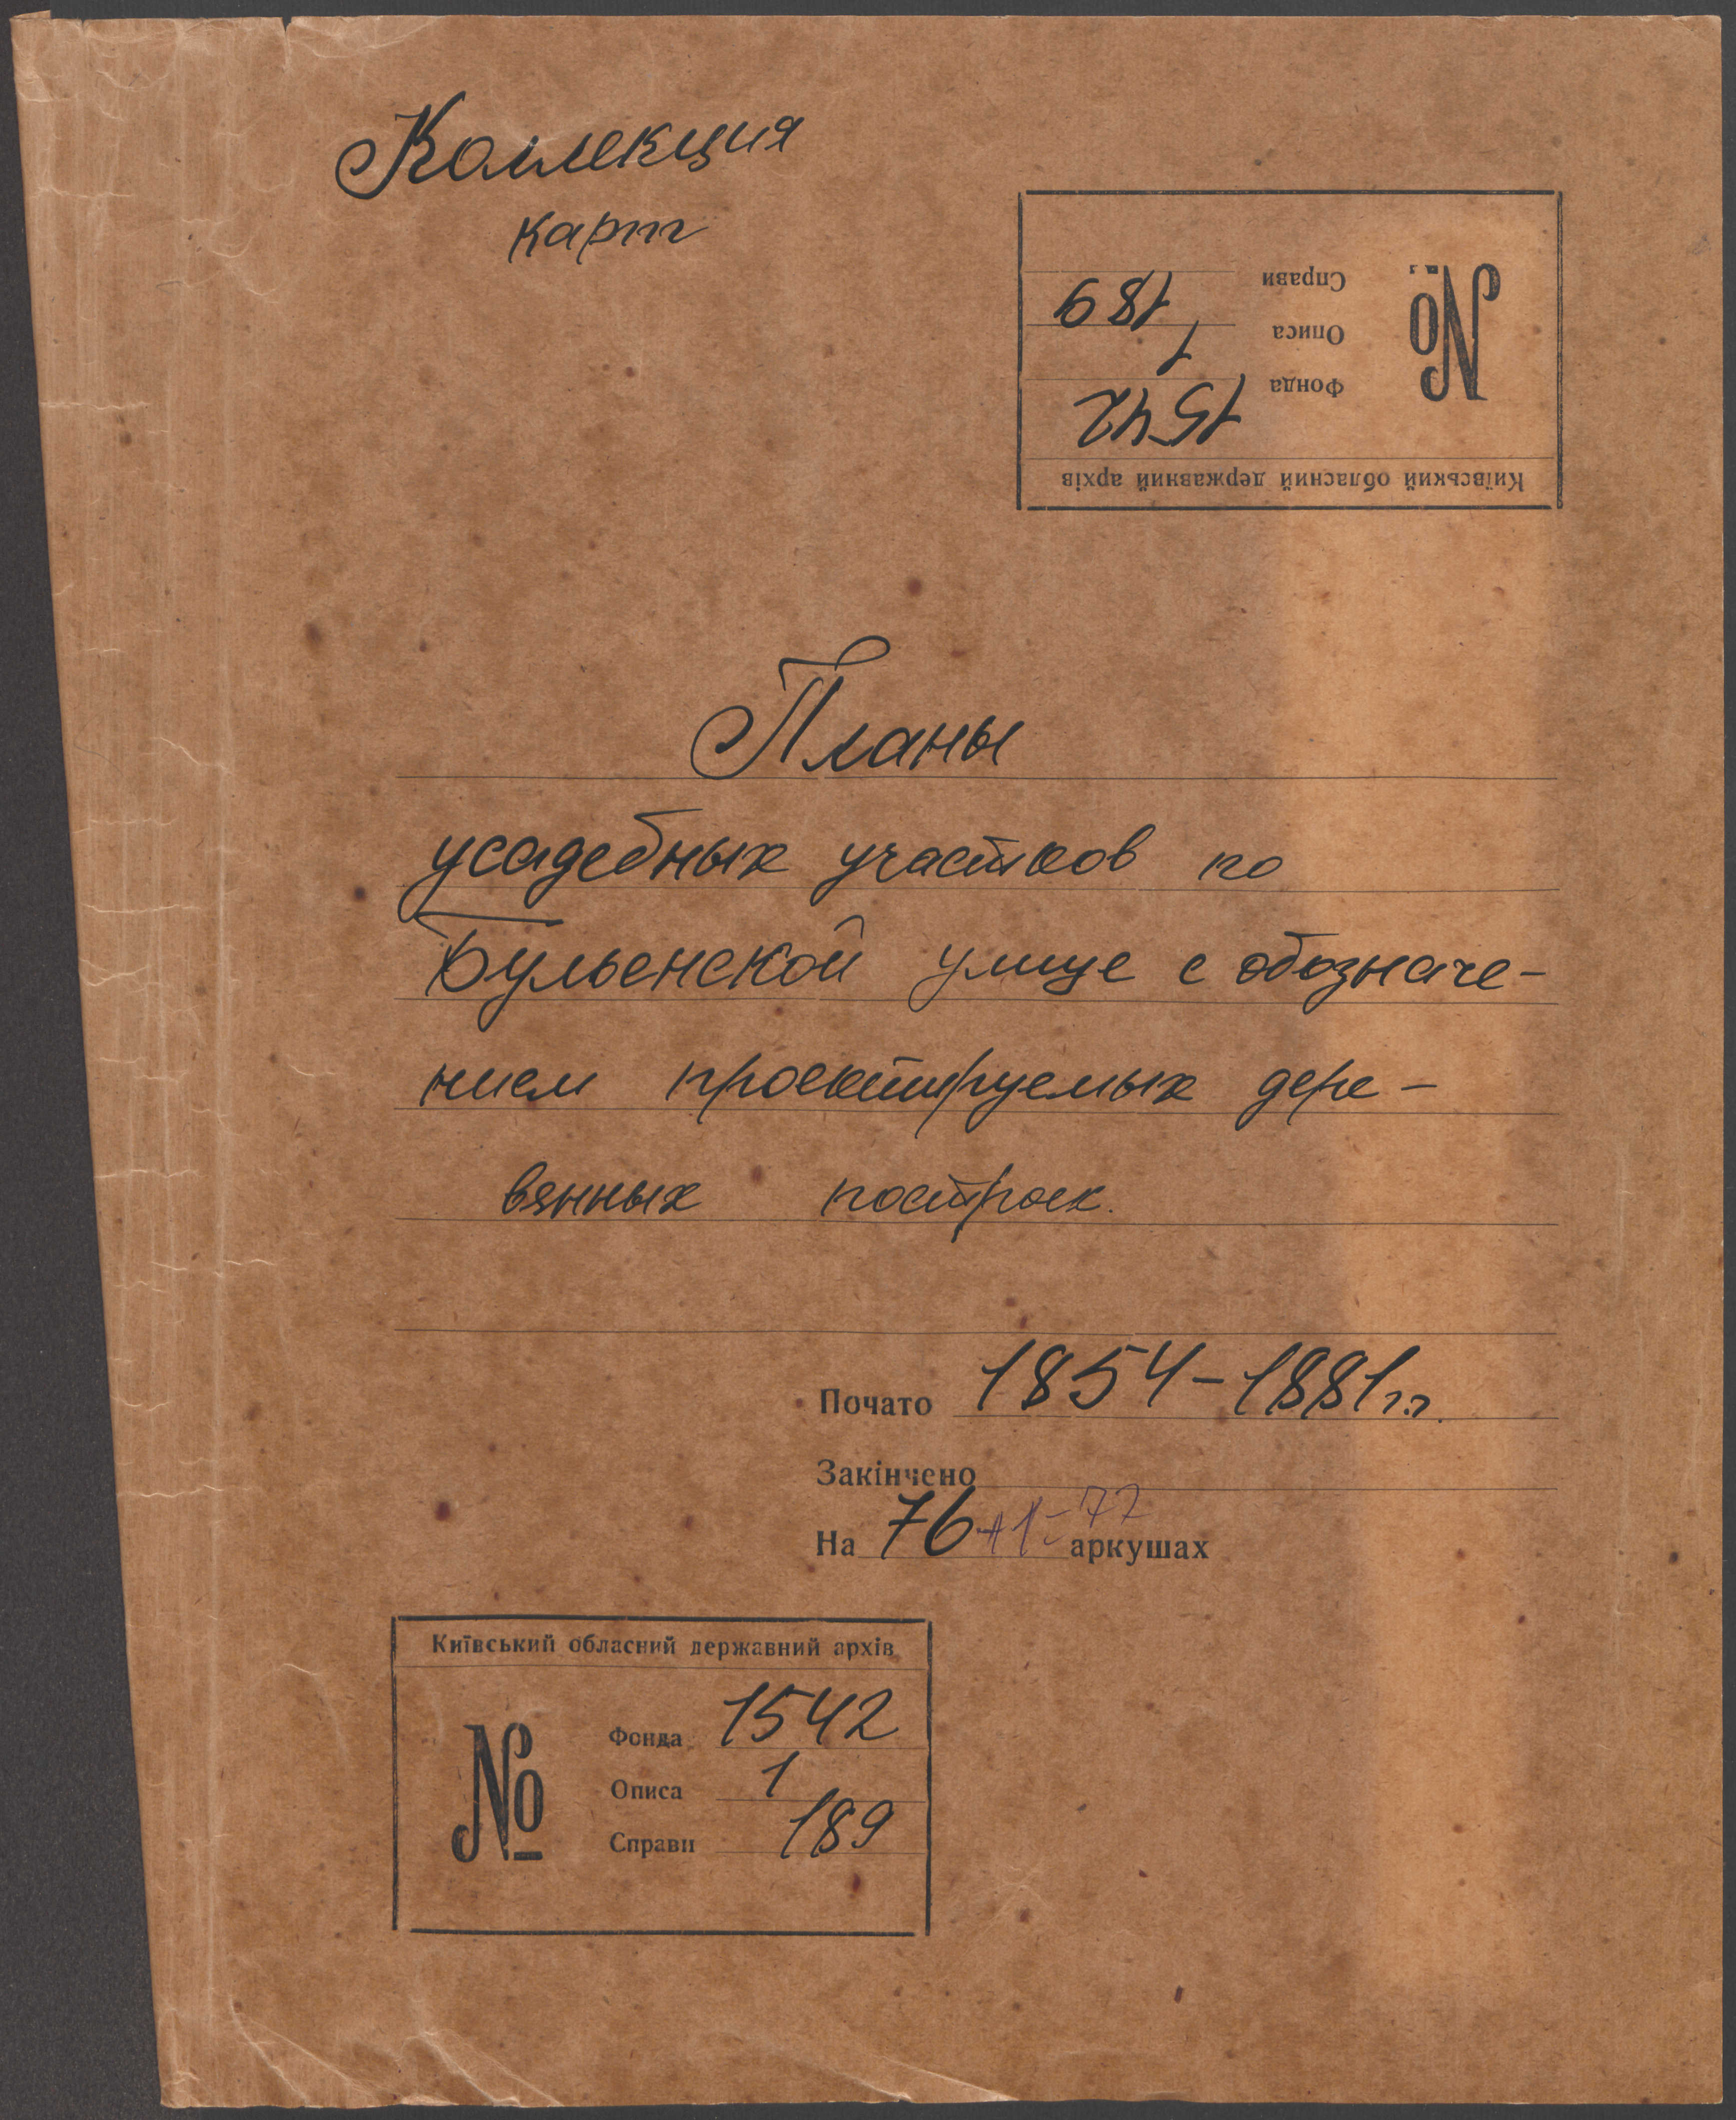 Коллекция
карт
Київський обласний державний архів
№
Фонда 1542
Описа 1
Справи 189
Планы
усадебных участков по
Бульенской улице с обозначе-
нием проектируемых дере-
вянных построек.
Почато 1854-1881 г.г.
Закінчено
На 76+1=77 аркушах
Київський обласний державний архів
№
Фонда 1542
Описа 1
Справи 189